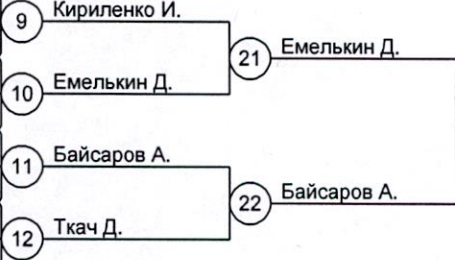 9 Кириленко И.
21 Емелькин Д.
10 Емелькин Д.
11 Байсаров А.
22 Байсаров А.
12 Ткач Д.